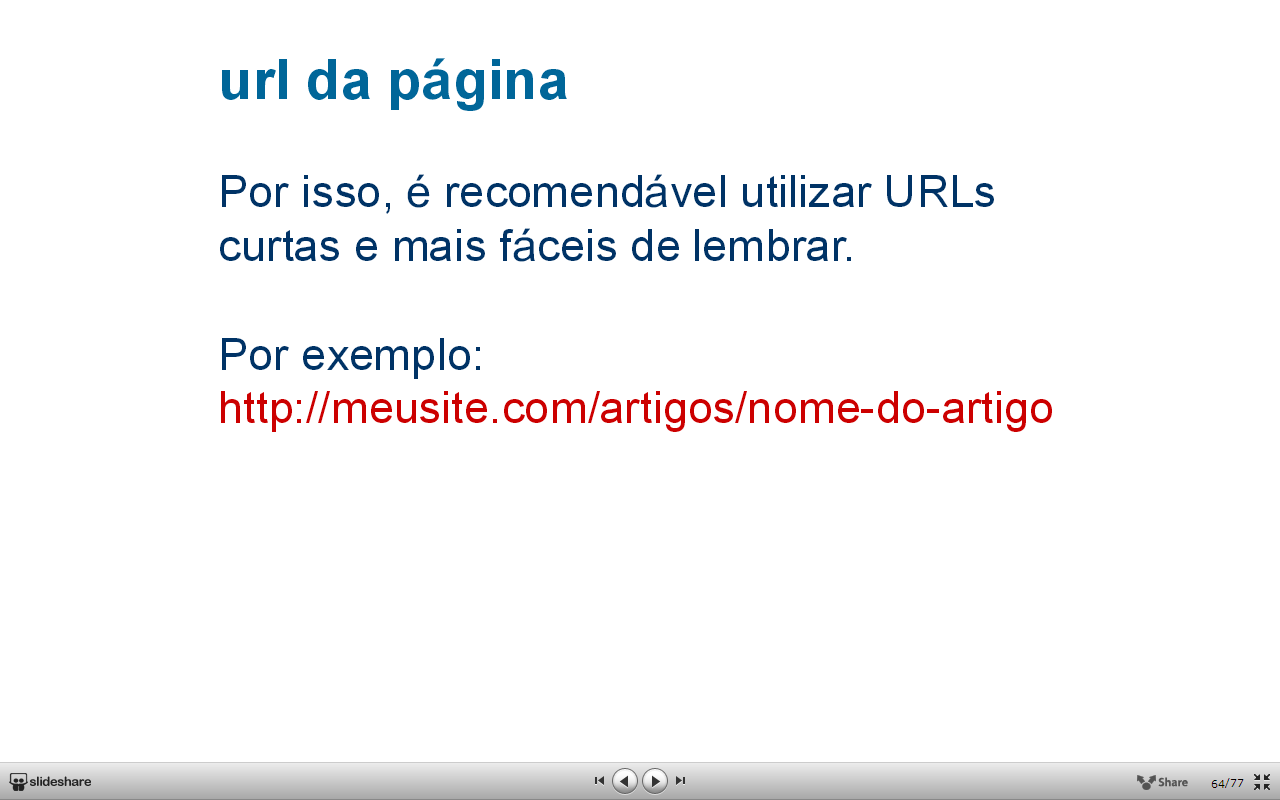 url da página
Por isso, é recomendável utilizar URLs
curtas e mais fáceis de lembrar.
Por exemplo:
http://meusite.com/artigos/nome-do-artigo
slideshare
Share
64/77